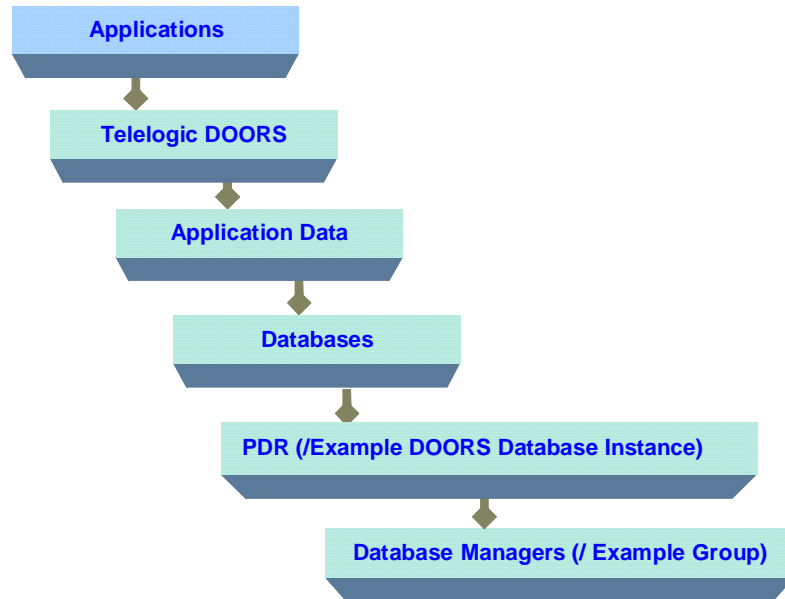 Applications
Telelogic DOORS
Application Data
Databases
PDR (/Example DOORS Database Instance)
Database Managers (/ Example Group)